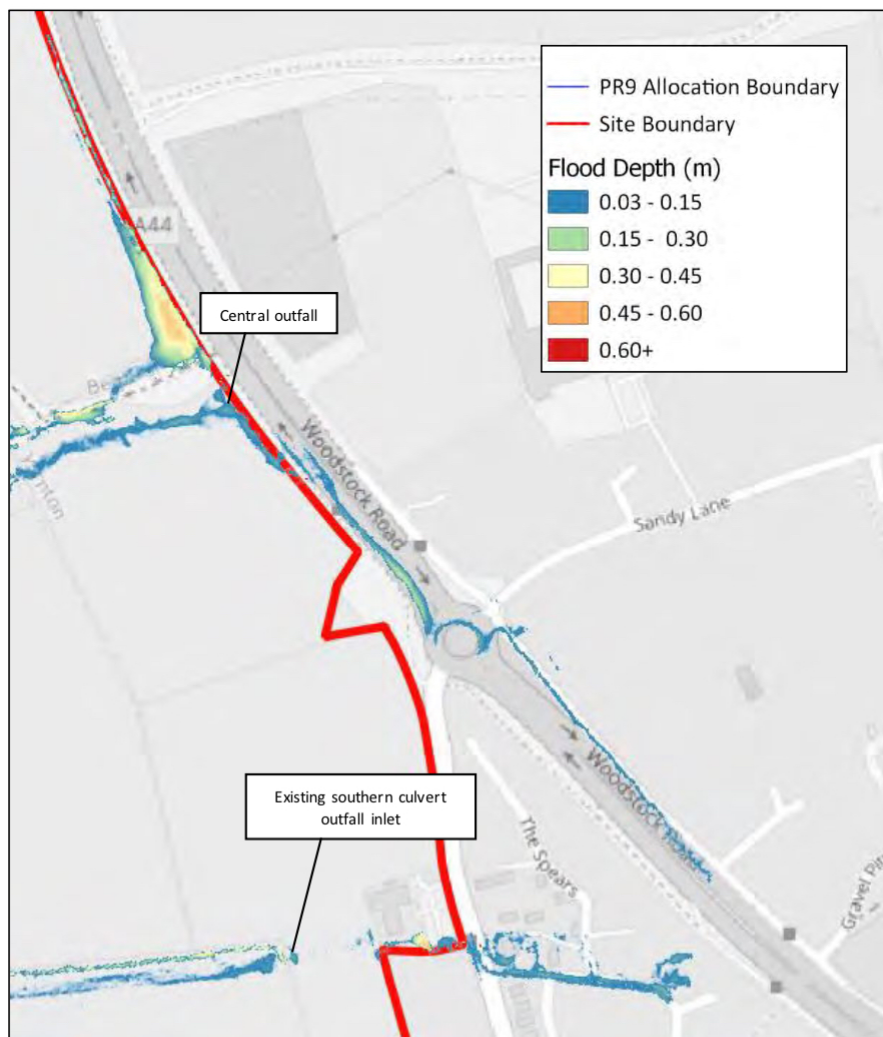 PR9 Allocation Boundary
Site Boundary
Flood Depth (m)
0.03 - 0.15
0.15 - 0.30
0.30 - 0.45
0.45 - 0.60
0.60+
A44
Central outfall
Woodstock Road
Sandy Lane
Existing southern culvert
outfall inlet
The Spears
Woodstock Road
Gravel Pit